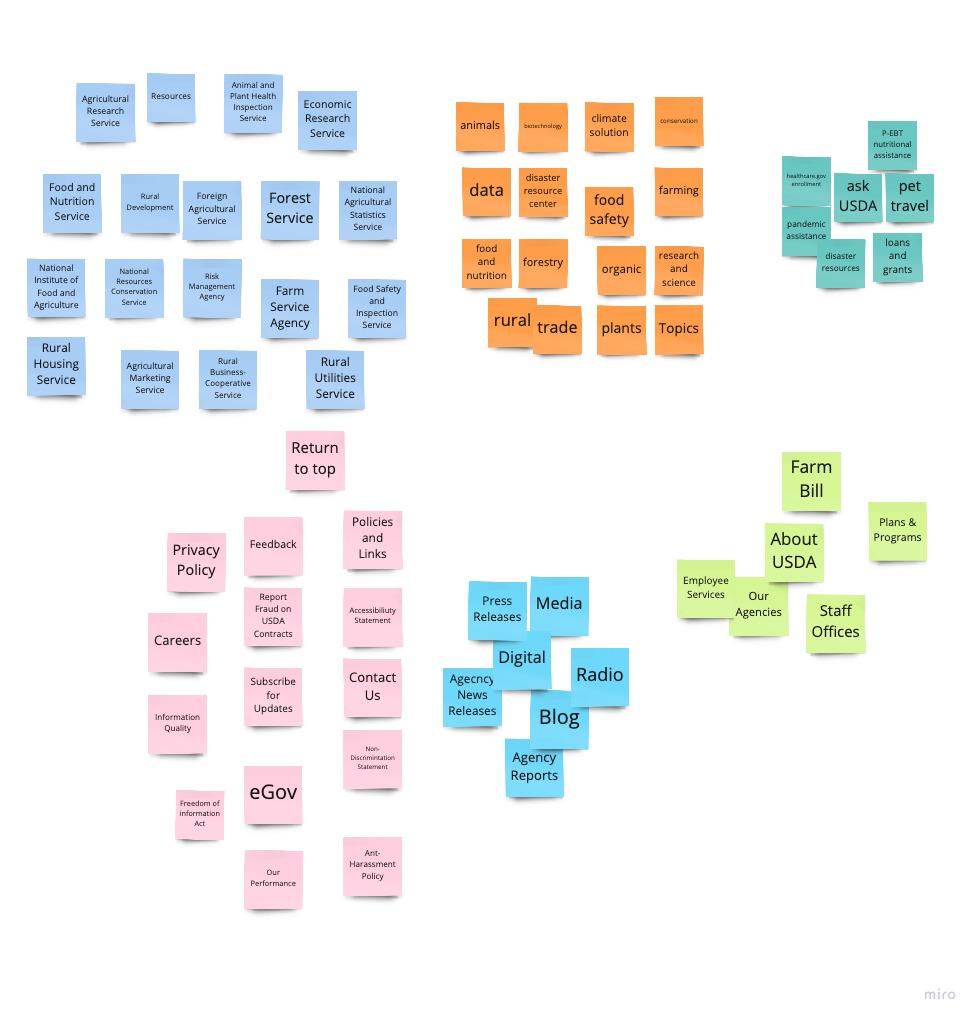 Agricultural
Research
Service
Resources
Animal and
Plant Health
Inspection
Service
Economic
Research
Service
Food and
Nutrition
Service
Rural
Development
Foreign
Agricultural
Service
Forest
Service
National
Agricultural
Statistics
Service
National
Institute of
Food and
Agriculture
National
Resources
Conservation
Service
Risk
Management
Agency
Farm
Service
Agency
Food Safety
and
Inspection
Service
Rural
Housing
Service
Agricultural
Marketing
Service
Rural
Business-
Cooperative
Service
Rural
Utilities
Service
animals
biotechnology
climate
solution
conservation
data
disaster
resource
center
food
safety
farming
food
and
nutrition
forestry
organic
research
and
science
rural
trade
plants
Topics
P-EBT
nutritional
assistance
healthcare.gov
enrollment
ask
USDA
pet
travel
pandemic
assistance
disaster
resources
loans
and
grants
Return
to top
Privacy
Policy
Feedback
Policies
and
Links
Careers
Report
Fraud on
USDA
Contracts
Accessibiliuty
Statement
Information
Quality
Subscribe
for
Updates
Contact
Us
Non-
Discrimintation
Statement
Freedom of
information
Act
eGov
Our
Performance
Ant-
Harassment
Policy
Press
Releases
Media
Digital
Agecncy
News
Releases
Radio
Blog
Agency
Reports
Farm
Bill
Plans &
Programs
About
USDA
Employee
Services
Our
Agencies
Staff
Offices
miro